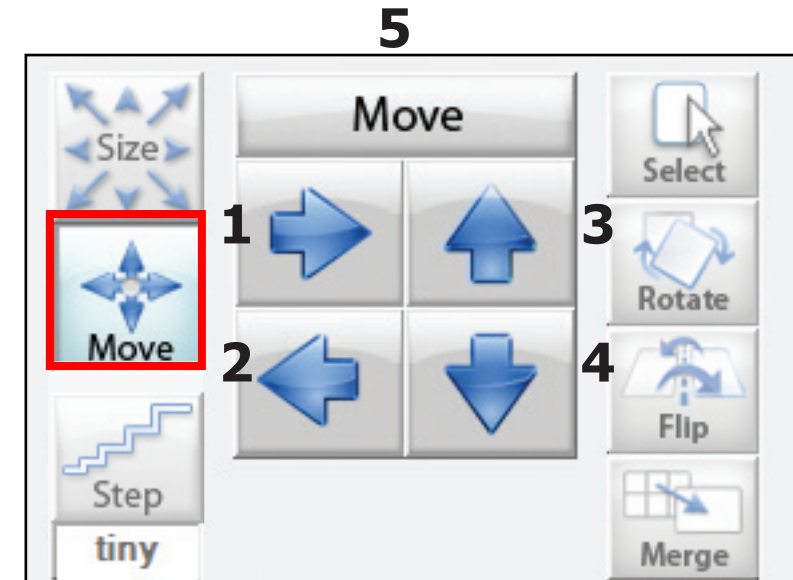 5
Size
Move
Select
1
3
Rotate
Move
2
4
Flip
Step
tiny
Merge